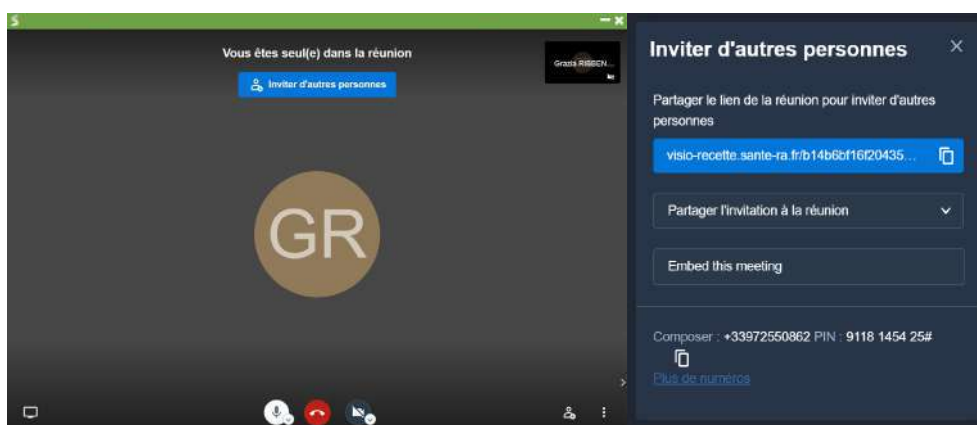 Vous êtes seul(e) dans la réunion
Inviter d'autres personnes
Grazia RIBBEN...
GR
Inviter d'autres personnes
Partager le lien de la réunion pour inviter d'autres
personnes
visio-recette.sante-ra.fr/b14b6bf16f20435...
Partager l'invitation à la réunion
Embed this meeting
Composer : +33972550862 PIN : 9118 1454 25#
Plus de numéros